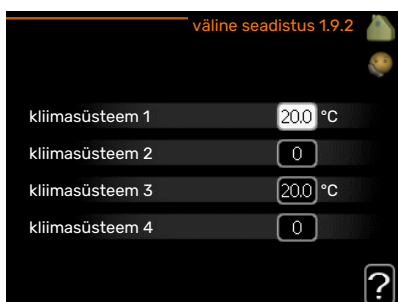 väline seadistus 1.9.2
kliimasüsteem 1 20.0 °C
kliimasüsteem 2 0
kliimasüsteem 3 20.0 °C
kliimasüsteem 4 0
?